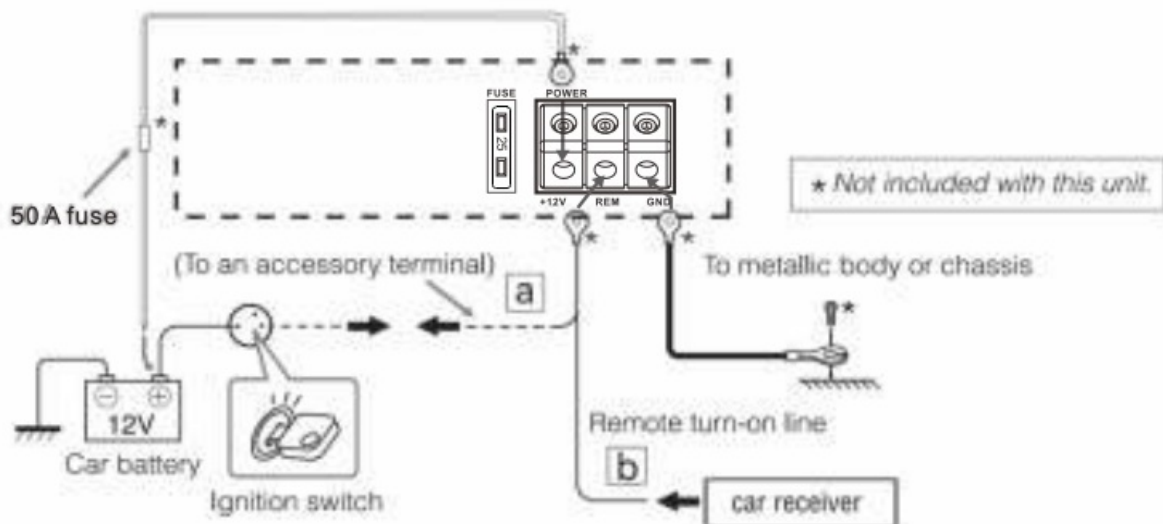 FUSE
POWER
25
+12V
REM
GND
* Not included with this unit.
50 A fuse
(To an accessory terminal)
a
To metallic body or chassis
12V
Car battery
Ignition switch
Remote turn-on line
b
car receiver